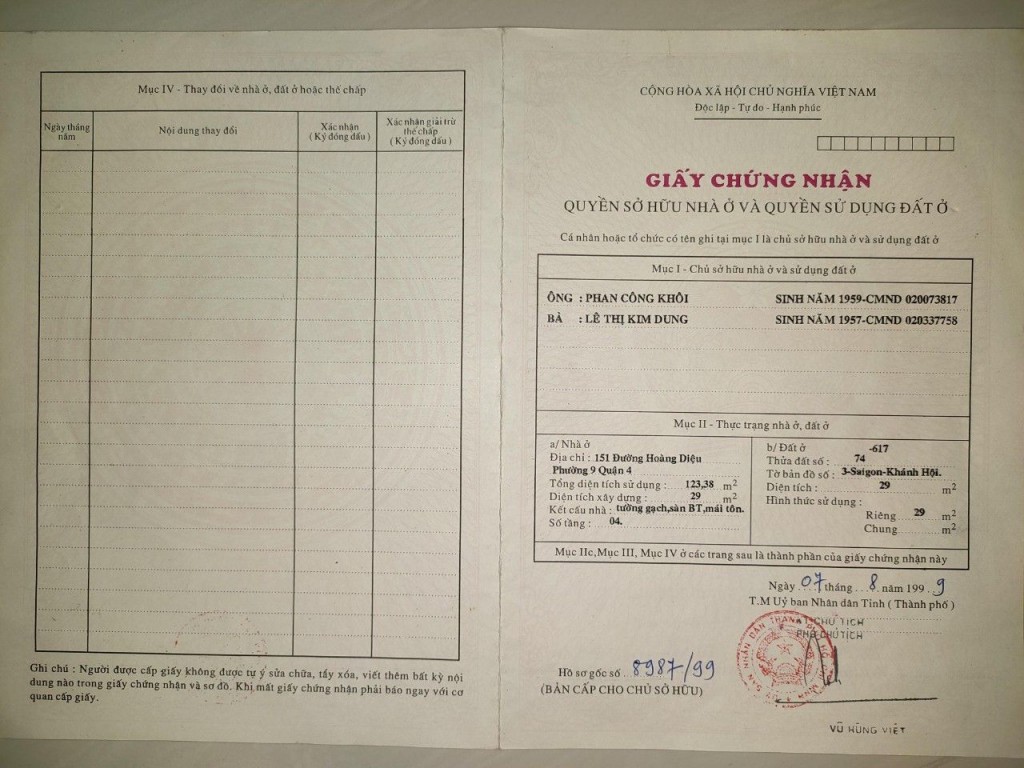 Mục IV - Thay đổi về nhà ở, đất ở hoặc thế chấp
Ngày tháng năm
Nội dung thay đổi
Xác nhận
( Ký đóng dấu )
Xác nhận giải trừ
thế chấp
( Ký đóng dấu )
Ghi chú : Người được cấp giấy không được tự ý sửa chữa, tẩy xóa, viết thêm bất kỳ nội
dung nào trong giấy chứng nhận và sơ đồ. Khi mất giấy chứng nhận phải báo ngay với cơ
quan cấp giấy.
CỘNG HÒA XÃ HỘI CHỦ NGHĨA VIỆT NAM
Độc lập - Tự do - Hạnh phúc
GIẤY CHỨNG NHẬN
QUYỀN SỞ HỮU NHÀ Ở VÀ QUYỀN SỬ DỤNG ĐẤT Ở
Cá nhân hoặc tổ chức có tên ghi tại mục I là chủ sở hữu nhà ở và sử dụng đất ở
Mục I - Chủ sở hữu nhà ở và sử dụng đất ở
ÔNG : PHAN CÔNG KHÔI SINH NĂM 1959-CMND 020073817
BÀ : LÊ THỊ KIM DUNG SINH NĂM 1957-CMND 020337758
Mục II - Thực trạng nhà ở, đất ở
a/ Nhà ở
Địa chỉ : 151 Đường Hoàng Diệu
Phường 9 Quận 4
Tổng diện tích sử dụng : 123,38 m2
Diện tích xây dựng : 29 m2
Kết cấu nhà : tường gạch,sàn BT,mái tôn.
Số tầng : 04.
b/ Đất ở -617
Thửa đất số : 74
Tờ bản đồ số : 3-Saigon-Khánh Hội.
Diện tích : 29 m2
Hình thức sử dụng :
Riêng 29 m2
Chung m2
Mục IIc,Mục III, Mục IV ở các trang sau là thành phần của giấy chứng nhận này
Ngày 07 tháng 8 năm 1999
T.M Uỷ ban Nhân dân Tỉnh ( Thành phố )
CHỦ TỊCH
PHÓ CHỦ TỊCH
Hồ sơ gốc số 8987/99
(BẢN CẤP CHO CHỦ SỞ HỮU)
VŨ HÙNG VIỆT